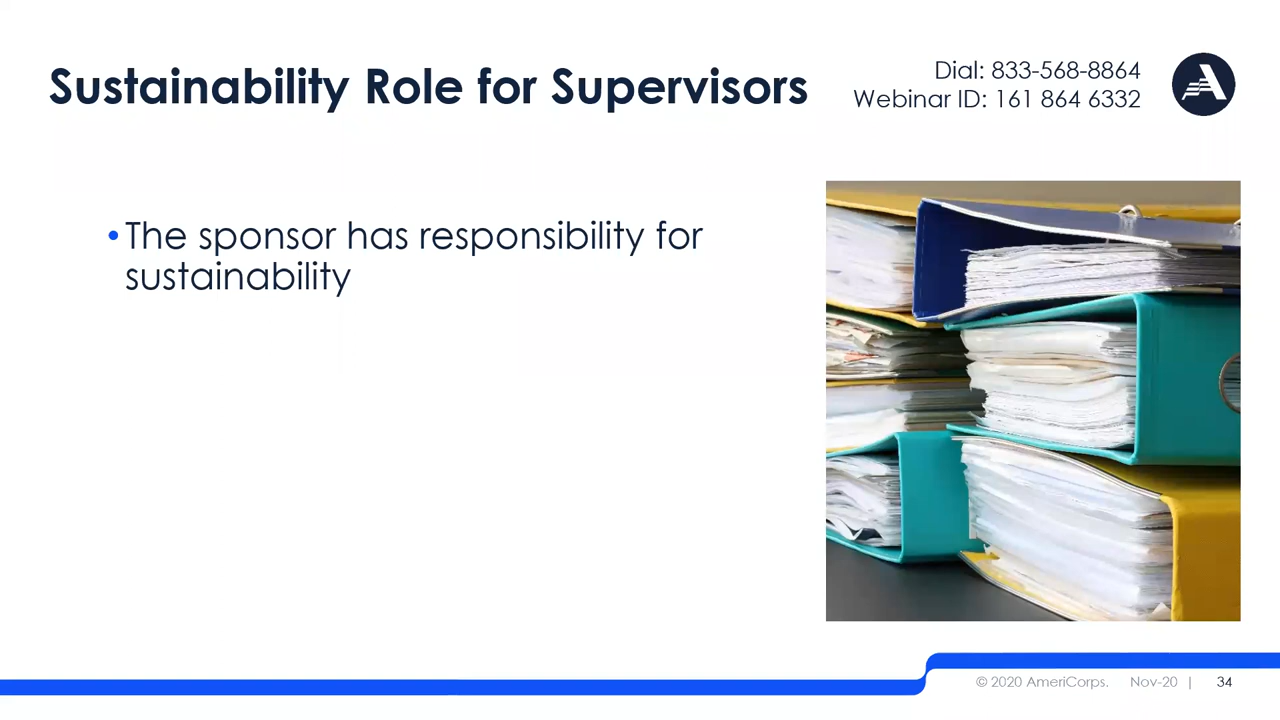 Sustainability Role for Supervisors
Dial: 833-568-8864
Webinar ID: 161 864 6332
•The sponsor has responsibility for
sustainability
© 2020 AmeriCorps. Nov-20 | 34